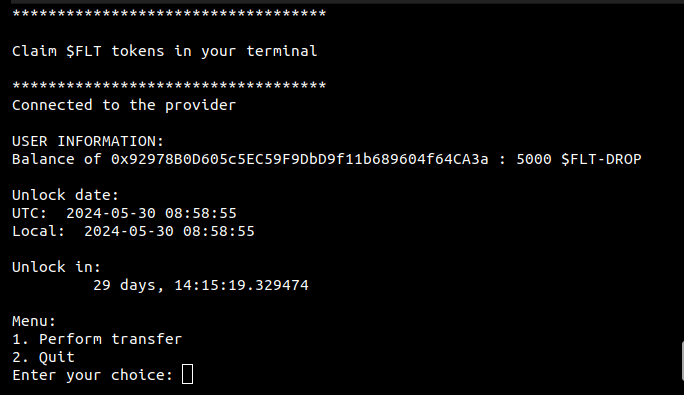 ***********************************
Claim $FLT tokens in your terminal
***********************************
Connected to the provider
USER INFORMATION:
Balance of 0x92978B0D605c5EC59F9DbD9f11b689604f64CA3a : 5000 $FLT-DROP
Unlock date:
UTC:  2024-05-30 08:58:55
Local:  2024-05-30 08:58:55
Unlock in:
         29 days, 14:15:19.329474
Menu:
1. Perform transfer
2. Quit
Enter your choice: